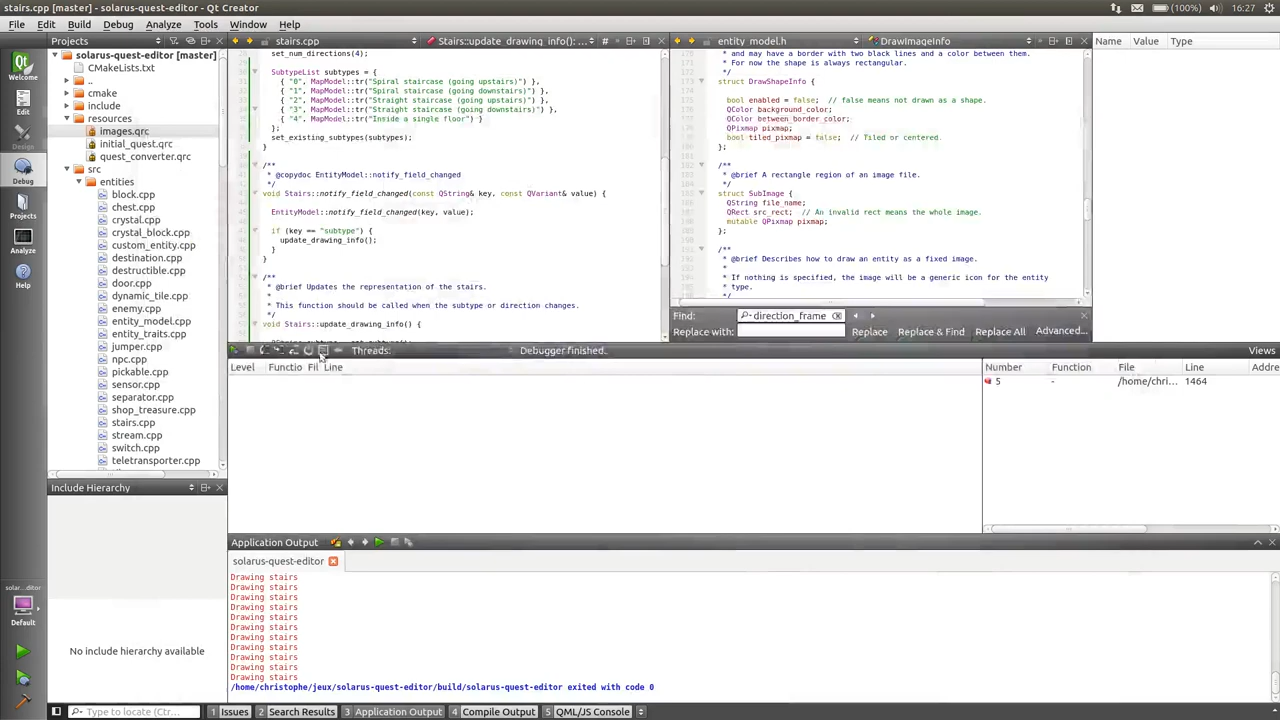 stairs.cpp [master] - solarus-quest-editor - Qt Creator
(100%)
16:27
File Edit Build Debug Analyze Tools Window Help
Projects
stairs.cpp
Stairs::update_drawing_info():...
#
entity_model.h
DrawImageInfo
Name Value Type
Welcome
Edit
Design
Debug
Projects
Analyze
Help
CMakeLists.txt
..
cmake
include
resources
images.qrc
initial_quest.qrc
quest_converter.qrc
src
entities
block.cpp
chest.cpp
crystal.cpp
crystal_block.cpp
custom_entity.cpp
destination.cpp
destructible.cpp
door.cpp
dynamic_tile.cpp
enemy.cpp
entity_model.cpp
entity_traits.cpp
jumper.cpp
npc.cpp
pickable.cpp
sensor.cpp
separator.cpp
shop_treasure.cpp
stairs.cpp
stream.cpp
switch.cpp
teletransporter.cpp
set_num_directions(4);
SubtypeList subtypes = {
{ "0", MapModel::tr("Spiral staircase (going upstairs)") },
{ "1", MapModel::tr("Spiral staircase (going downstairs)") },
{ "2", MapModel::tr("Straight staircase (going upstairs)") },
{ "3", MapModel::tr("Straight staircase (going downstairs)") },
{ "4", MapModel::tr("Inside a single floor") }
};
set_existing_subtypes(subtypes);
}
/**
* @copydoc EntityModel::notify_field_changed
*/
void Stairs::notify_field_changed(const QString& key, const QVariant& value) {
EntityModel::notify_field_changed(key, value);
if (key == "subtype") {
update_drawing_info();
}
}
/**
* @brief Updates the representation of the stairs.
*
* This function should be called when the subtype or direction changes.
*/
void Stairs::update_drawing_info() {
* and may have a border with two black lines and a color between them.
* For now the shape is always rectangular.
*/
struct DrawShapeInfo {
bool enabled = false; // false means not drawn as a shape.
QColor background_color;
QColor between_border_color;
QPixmap pixmap;
bool tiled_pixmap = false; // Tiled or centered.
};
/**
* @brief A rectangle region of an image file.
*/
struct SubImage {
QString file_name;
QRect src_rect; // An invalid rect means the whole image.
mutable QPixmap pixmap;
};
/**
* @brief Describes how to draw an entity as a fixed image.
*
* If nothing is specified, the image will be a generic icon for the entity
* type.
Find: direction_frame
Replace with: Replace Replace & Find Replace All Advanced...
Threads: Debugger finished. Views
Level Functio Fil Line
Number Function File Line Addre
5 - /home/chri... 1464
Include Hierarchy
No include hierarchy available
Application Output
solarus-quest-editor
Drawing stairs
Drawing stairs
Drawing stairs
Drawing stairs
Drawing stairs
Drawing stairs
Drawing stairs
Drawing stairs
Drawing stairs
Drawing stairs
Drawing stairs
/home/christophe/jeux/solarus-quest-editor/build/solarus-quest-editor exited with code 0
solar...ditor
Default
Type to locate (Ctrl...
1 Issues 2 Search Results 3 Application Output 4 Compile Output 5 QML/JS Console